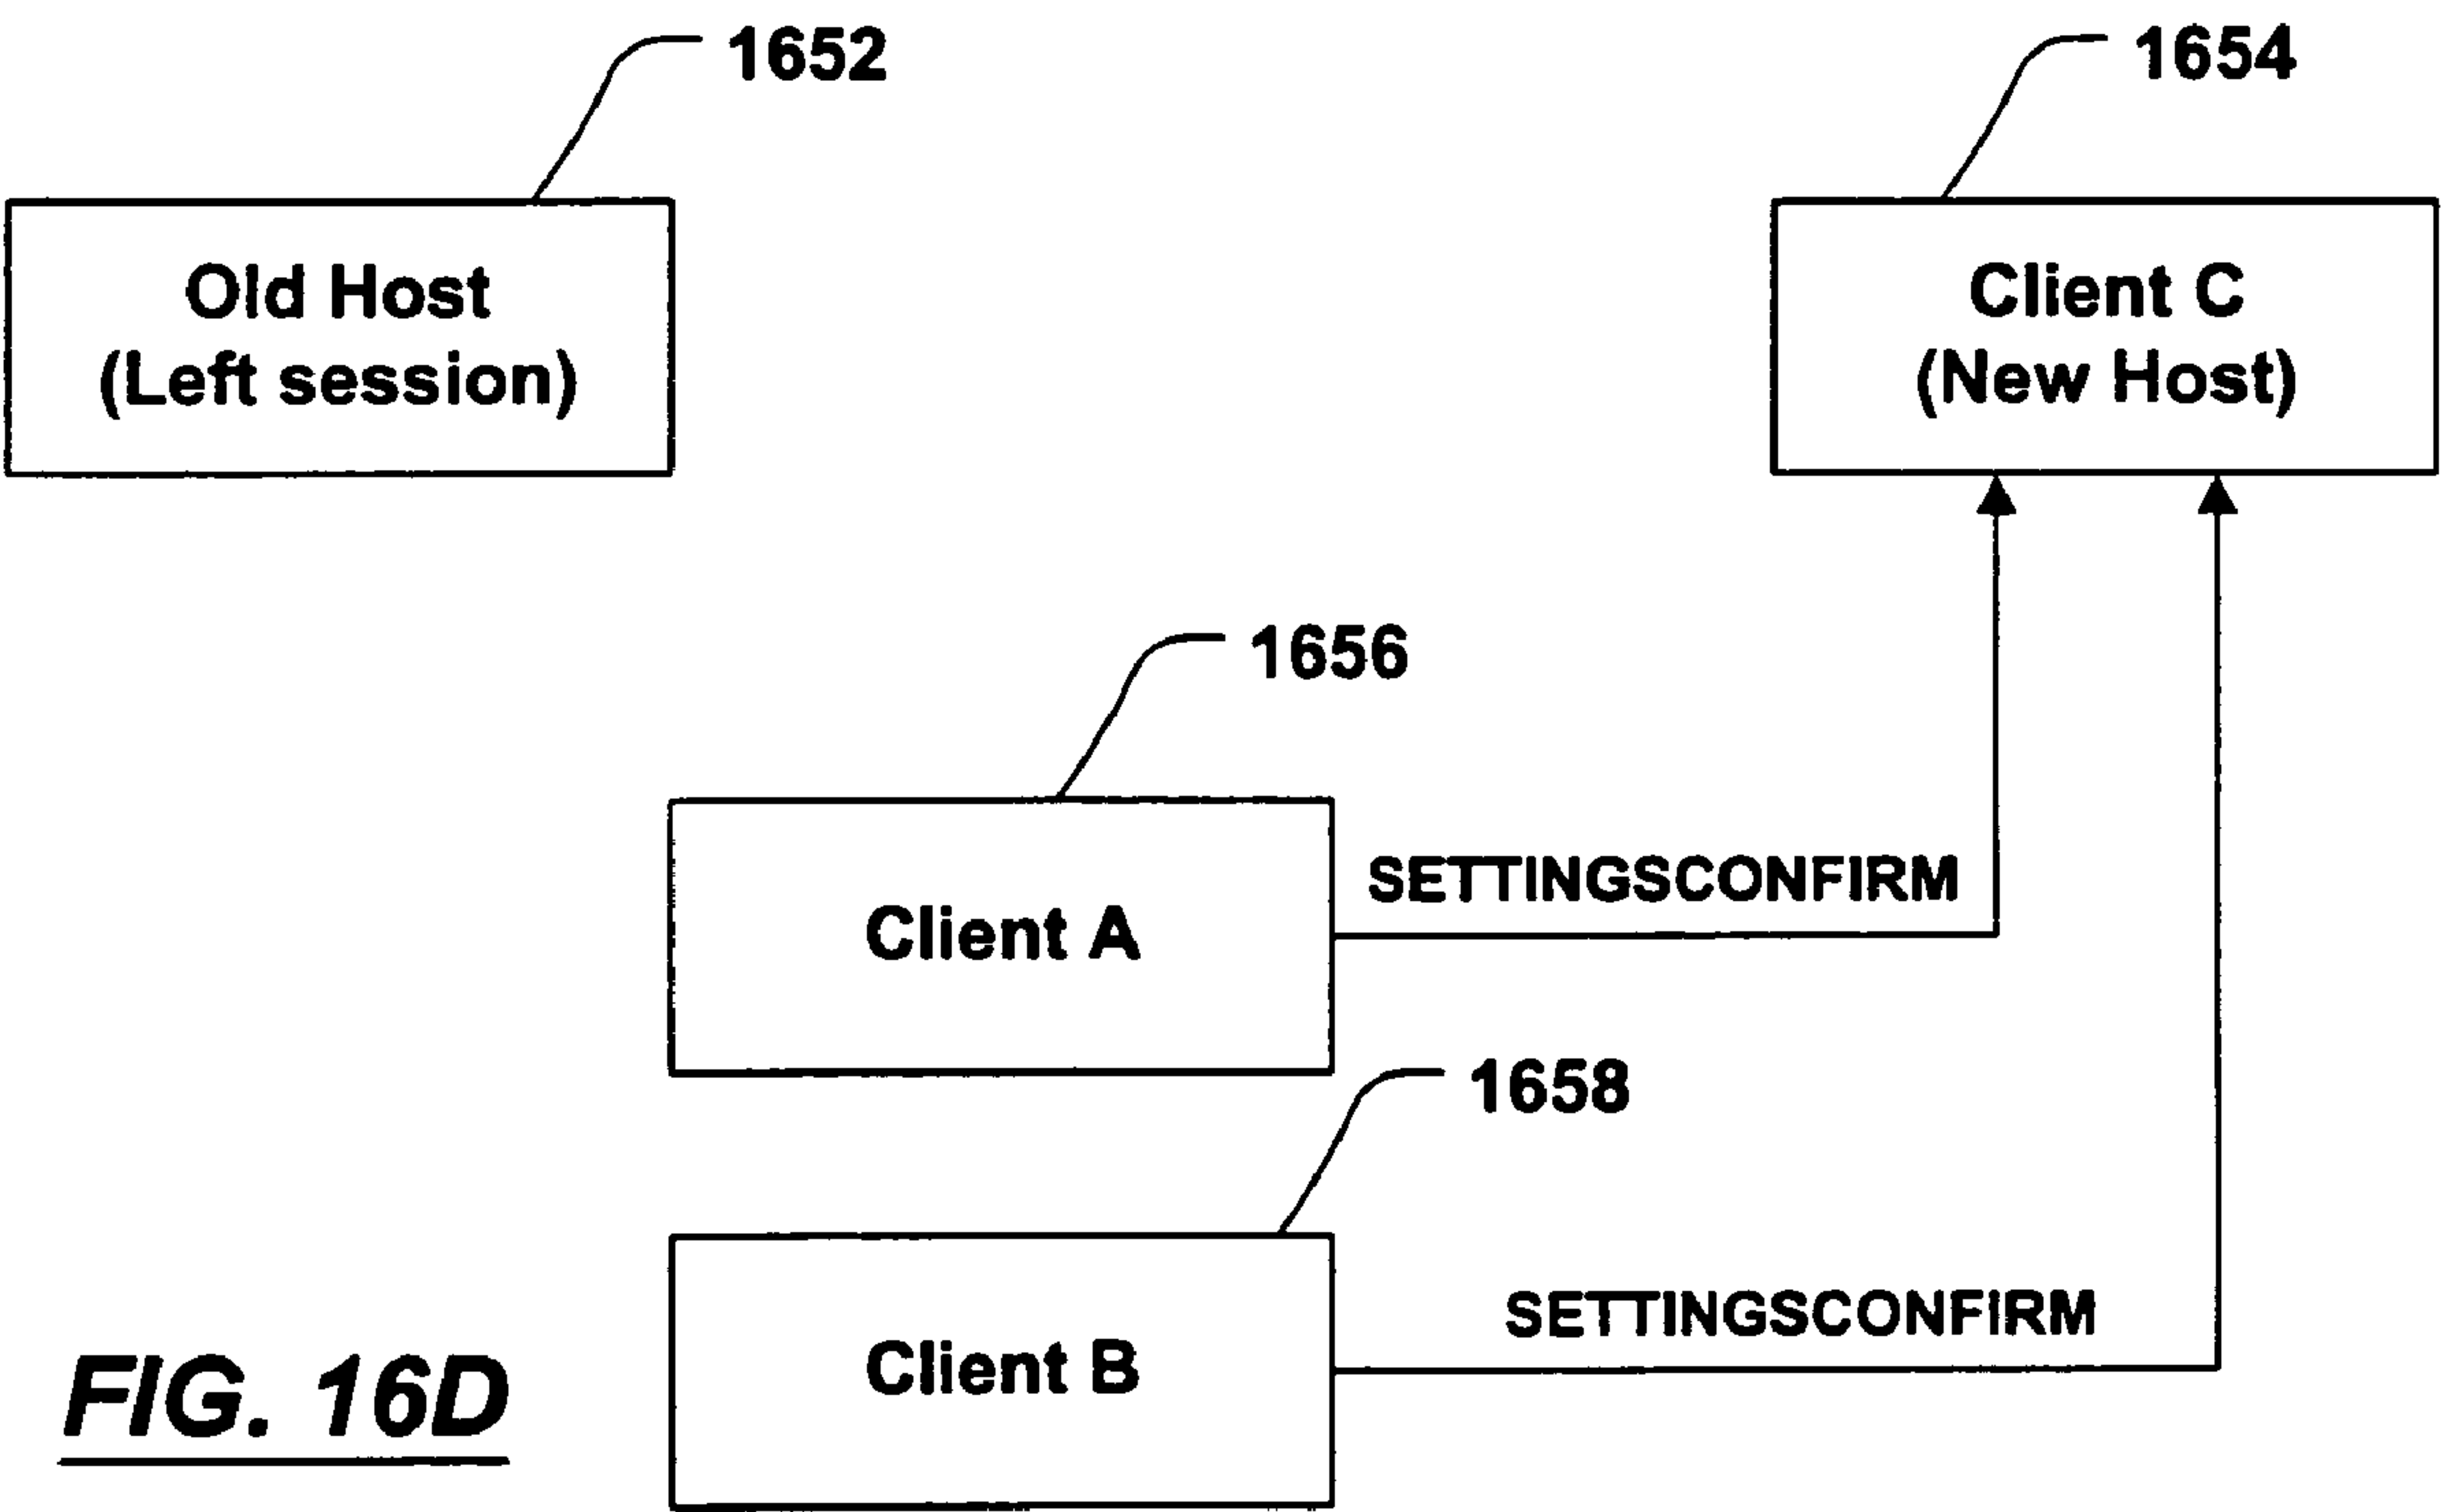 1652
1654
Old Host
(Left session)
Client C
(New Host)
1656
Client A
SETTINGSCONFIRM
1658
Client B
SETTINGSCONFIRM
FIG. 16D